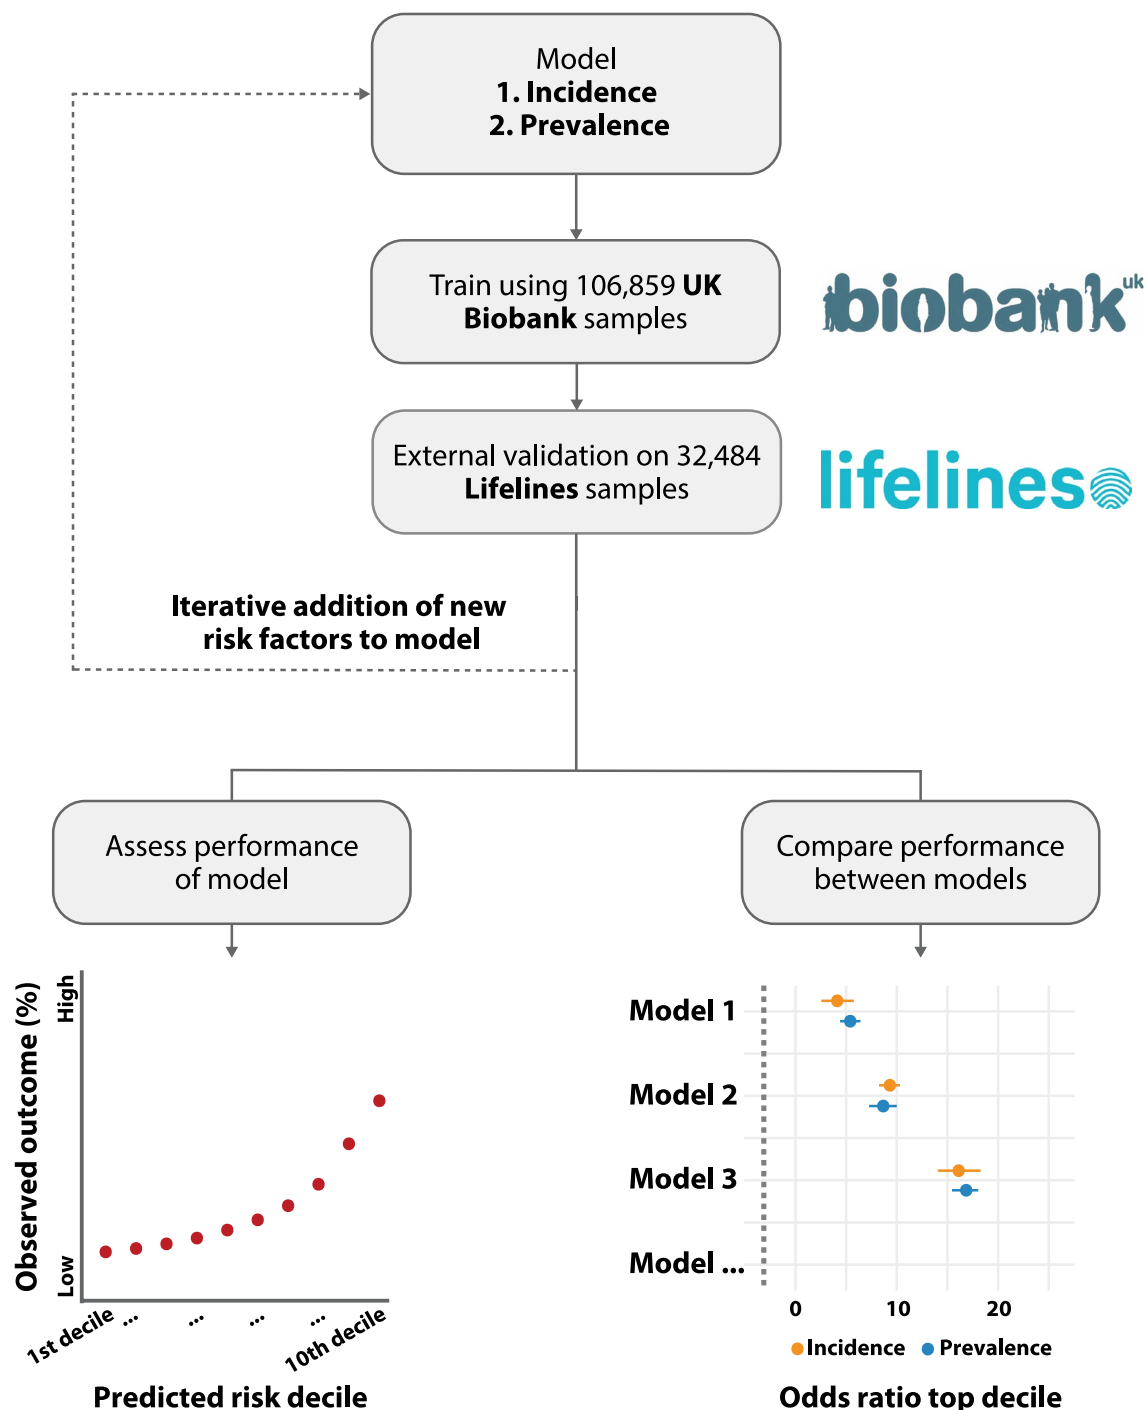 Model
1. Incidence
2. Prevalence
Train using 106,859 UK
Biobank samples
biobank uk
External validation on 32,484
Lifelines samples
lifelines
Iterative addition of new
risk factors to model
Assess performance
of model
Compare performance
between models
Observed outcome (%)
High
Low
1st decile
...
...
...
...
10th decile
Predicted risk decile
Model 1
Model 2
Model 3
Model ...
0 10 20
Incidence Prevalence
Odds ratio top decile